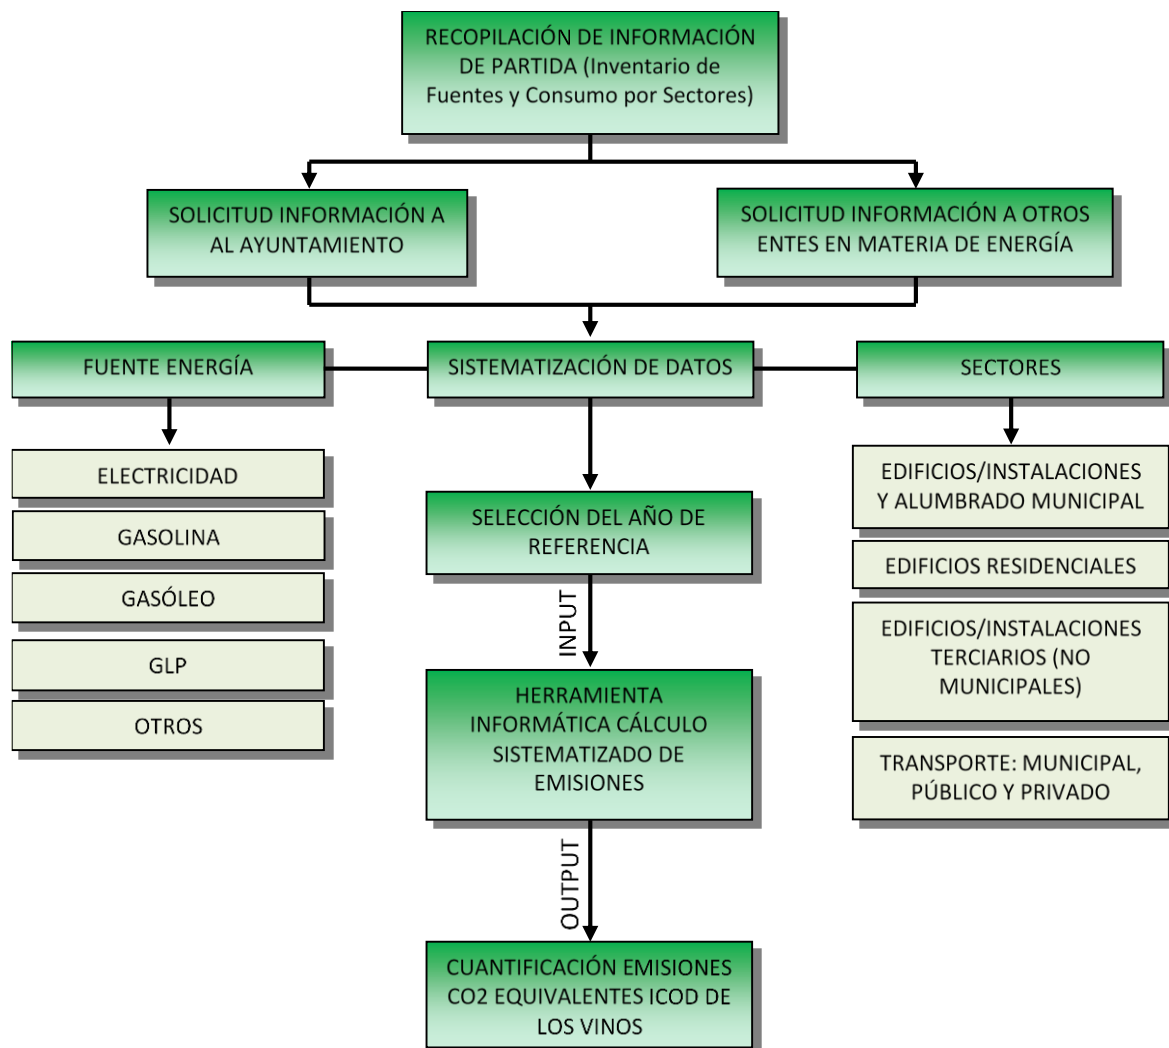 RECOPILACIÓN DE INFORMACIÓN
DE PARTIDA (Inventario de
Fuentes y Consumo por Sectores)
SOLICITUD INFORMACIÓN A
AL AYUNTAMIENTO
SOLICITUD INFORMACIÓN A OTROS
ENTES EN MATERIA DE ENERGÍA
FUENTE ENERGÍA
SISTEMATIZACIÓN DE DATOS
SECTORES
ELECTRICIDAD
GASOLINA
GASÓLEO
GLP
OTROS
SELECCIÓN DEL AÑO DE
REFERENCIA
INPUT
HERRAMIENTA
INFORMÁTICA CÁLCULO
SISTEMATIZADO DE
EMISIONES
OUTPUT
CUANTIFICACIÓN EMISIONES
CO2 EQUIVALENTES ICOD DE
LOS VINOS
EDIFICIOS/INSTALACIONES
Y ALUMBRADO MUNICIPAL
EDIFICIOS RESIDENCIALES
EDIFICIOS/INSTALACIONES
TERCIARIOS (NO
MUNICIPALES)
TRANSPORTE: MUNICIPAL,
PÚBLICO Y PRIVADO